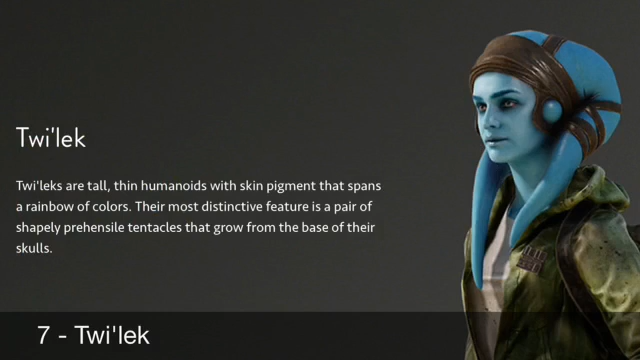 Twi'lek
Twi'leks are tall, thin humanoids with skin pigment that spans
a rainbow of colors. Their most distinctive feature is a pair of
shapely prehensile tentacles that grow from the base of their
skulls.
7 - Twi'lek